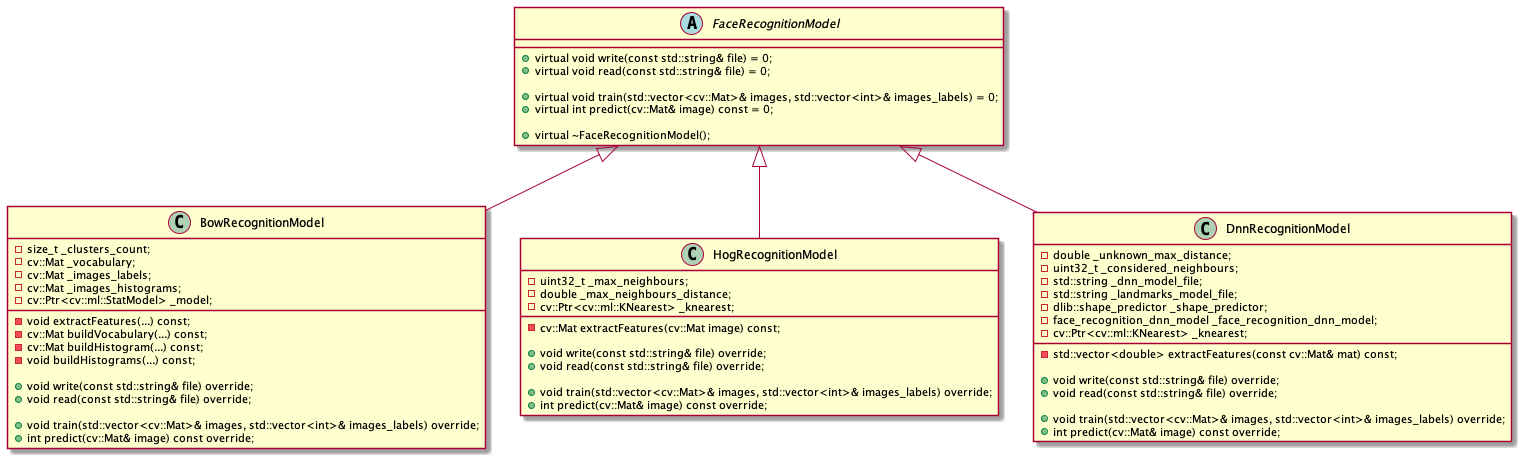 A FaceRecognitionModel
virtual void write(const std::string& file) = 0;
virtual void read(const std::string& file) = 0;
virtual void train(std::vector<cv::Mat>& images, std::vector<int>& images_labels) = 0;
virtual int predict(cv::Mat& image) const = 0;
virtual ~FaceRecognitionModel();
C BowRecognitionModel
size_t _clusters_count;
cv::Mat _vocabulary;
cv::Mat _images_labels;
cv::Mat _images_histograms;
cv::Ptr<cv::ml::StatModel> _model;
void extractFeatures(...) const;
cv::Mat buildVocabulary(...) const;
cv::Mat buildHistogram(...) const;
void buildHistograms(...) const;
void write(const std::string& file) override;
void read(const std::string& file) override;
void train(std::vector<cv::Mat>& images, std::vector<int>& images_labels) override;
int predict(cv::Mat& image) const override;
C HogRecognitionModel
uint32_t _max_neighbours;
double _max_neighbours_distance;
cv::Ptr<cv::ml::KNearest> _knearest;
cv::Mat extractFeatures(cv::Mat image) const;
void write(const std::string& file) override;
void read(const std::string& file) override;
void train(std::vector<cv::Mat>& images, std::vector<int>& images_labels) override;
int predict(cv::Mat& image) const override;
C DnnRecognitionModel
double _unknown_max_distance;
uint32_t _considered_neighbours;
std::string _dnn_model_file;
std::string _landmarks_model_file;
dlib::shape_predictor _shape_predictor;
face_recognition_dnn_model _face_recognition_dnn_model;
cv::Ptr<cv::ml::KNearest> _knearest;
std::vector<double> extractFeatures(const cv::Mat& mat) const;
void write(const std::string& file) override;
void read(const std::string& file) override;
void train(std::vector<cv::Mat>& images, std::vector<int>& images_labels) override;
int predict(cv::Mat& image) const override;